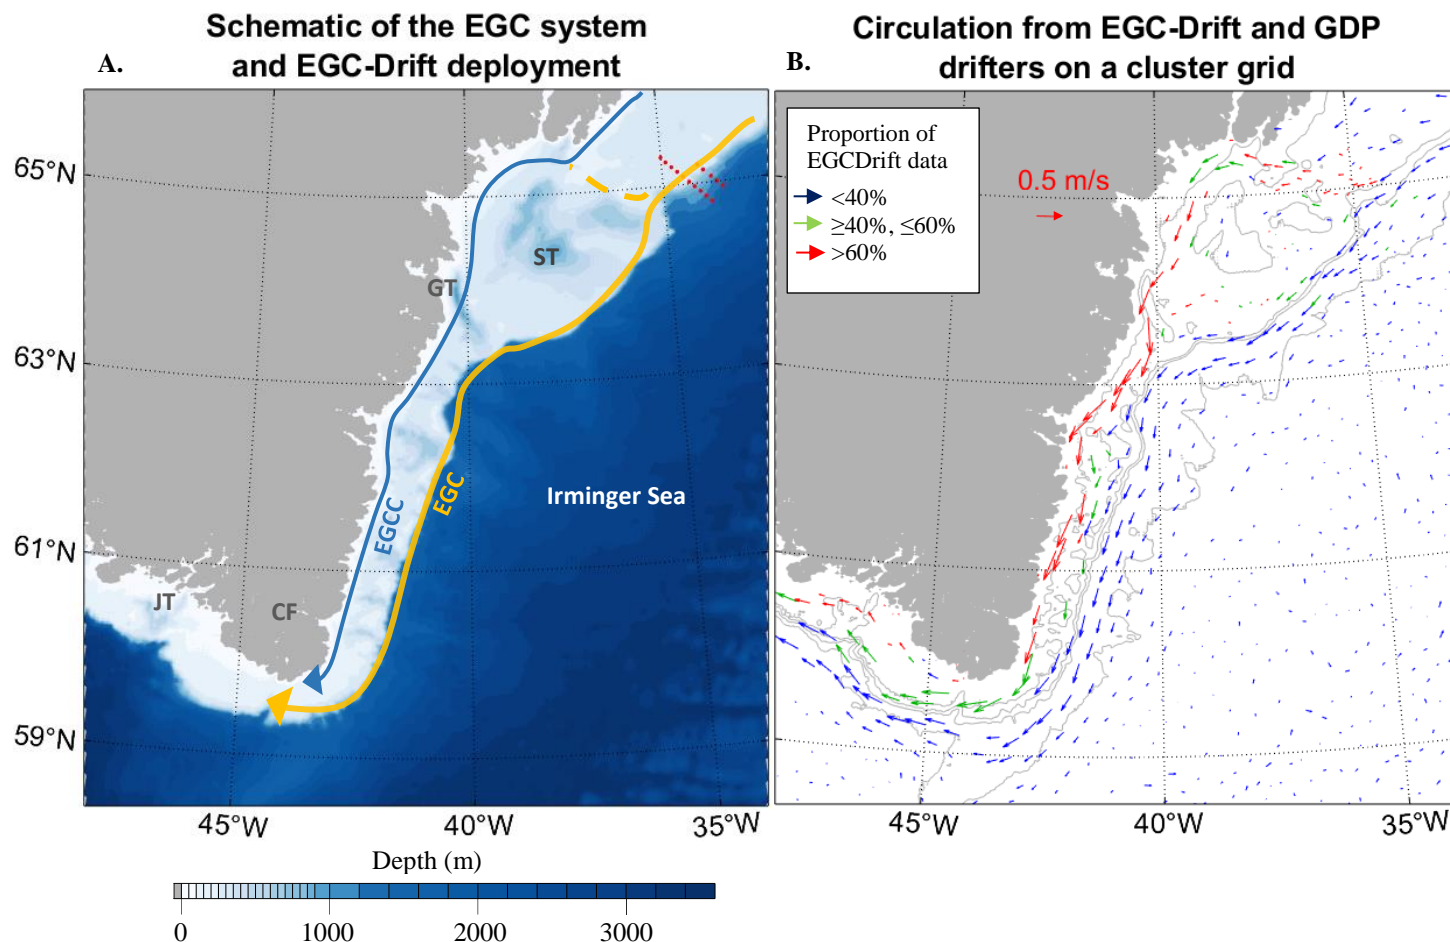 Schematic of the EGC system
and EGC-Drift deployment
A.
65°N
63°N
61°N
59°N
ST
GT
EGCC
EGC
Irminger Sea
JT
CF
45°W
40°W
35°W
Depth (m)
0
1000
2000
3000
Circulation from EGC-Drift and GDP
drifters on a cluster grid
B.
Proportion of
EGCDrift data
<40%
≥40%, ≤60%
>60%
0.5 m/s
45°W
40°W
35°W